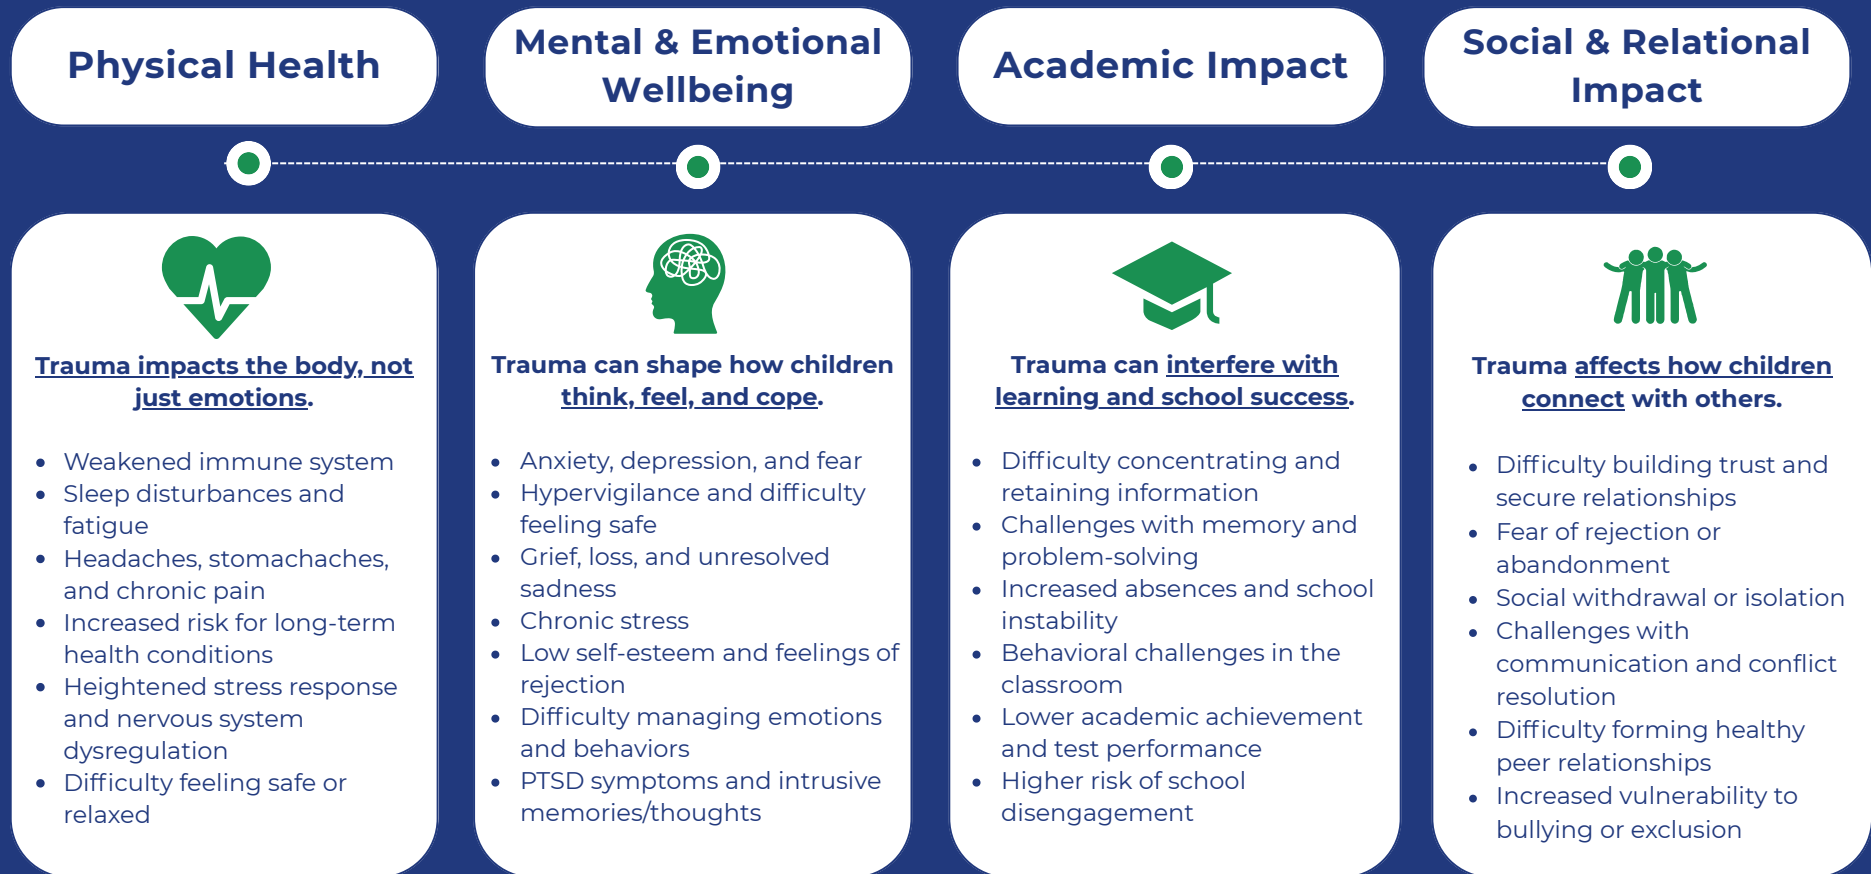 Physical Health
Mental & Emotional
Wellbeing
Academic Impact
Social & Relational
Impact
Trauma impacts the body, not
just emotions.
• Weakened immune system
• Sleep disturbances and
fatigue
• Headaches, stomachaches,
and chronic pain
• Increased risk for long-term
health conditions
• Heightened stress response
and nervous system
dysregulation
• Difficulty feeling safe or
relaxed
Trauma can shape how children
think, feel, and cope.
• Anxiety, depression, and fear
• Hypervigilance and difficulty
feeling safe
• Grief, loss, and unresolved
sadness
• Chronic stress
• Low self-esteem and feelings of
rejection
• Difficulty managing emotions
and behaviors
• PTSD symptoms and intrusive
memories/thoughts
Trauma can interfere with
learning and school success.
• Difficulty concentrating and
retaining information
• Challenges with memory and
problem-solving
• Increased absences and school
instability
• Behavioral challenges in the
classroom
• Lower academic achievement
and test performance
• Higher risk of school
disengagement
Trauma affects how children
connect with others.
• Difficulty building trust and
secure relationships
• Fear of rejection or
abandonment
• Social withdrawal or isolation
• Challenges with
communication and conflict
resolution
• Difficulty forming healthy
peer relationships
• Increased vulnerability to
bullying or exclusion